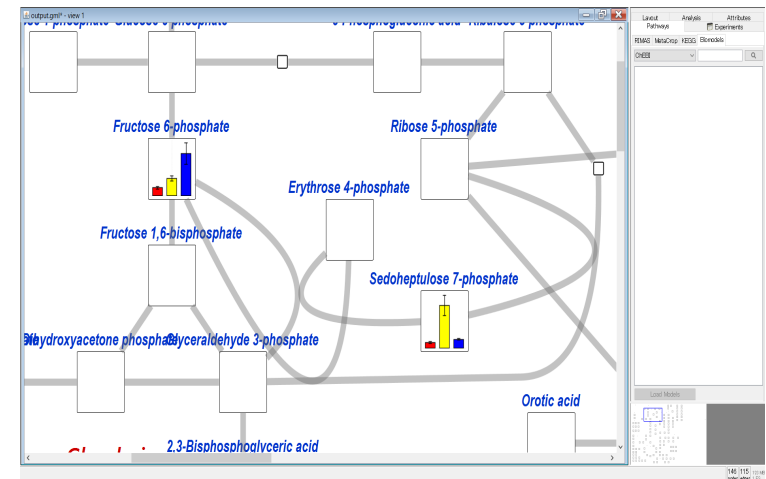 output.gml* - view 1
Fructose 6-phosphate
Ribose 5-phosphate
Erythrose 4-phosphate
Fructose 1,6-bisphosphate
Sedoheptulose 7-phosphate
Glyceraldehyde 3-phosphate
Orotic acid
2,3-Bisphosphoglyceric acid
Layout Analysis Attributes
Pathways Experiments
RIMAS MetaCrop KEGG Biomodels
ChEBI
Load Models
146 115